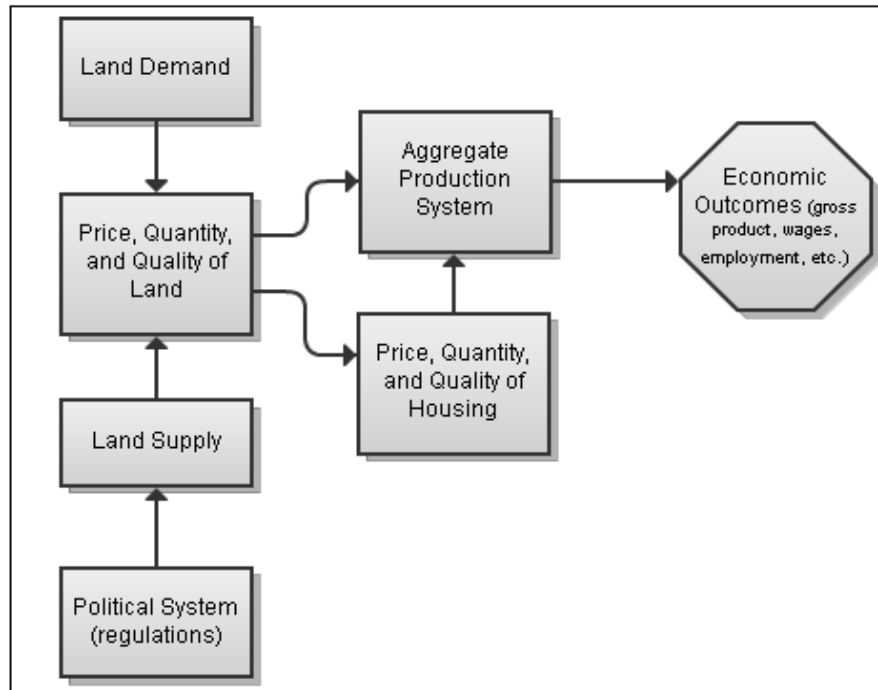 Land Demand
Price, Quantity,
and Quality of
Land
Land Supply
Political System
(regulations)
Aggregate
Production
System
Price, Quantity,
and Quality of
Housing
Economic
Outcomes (gross
product, wages,
employment, etc.)